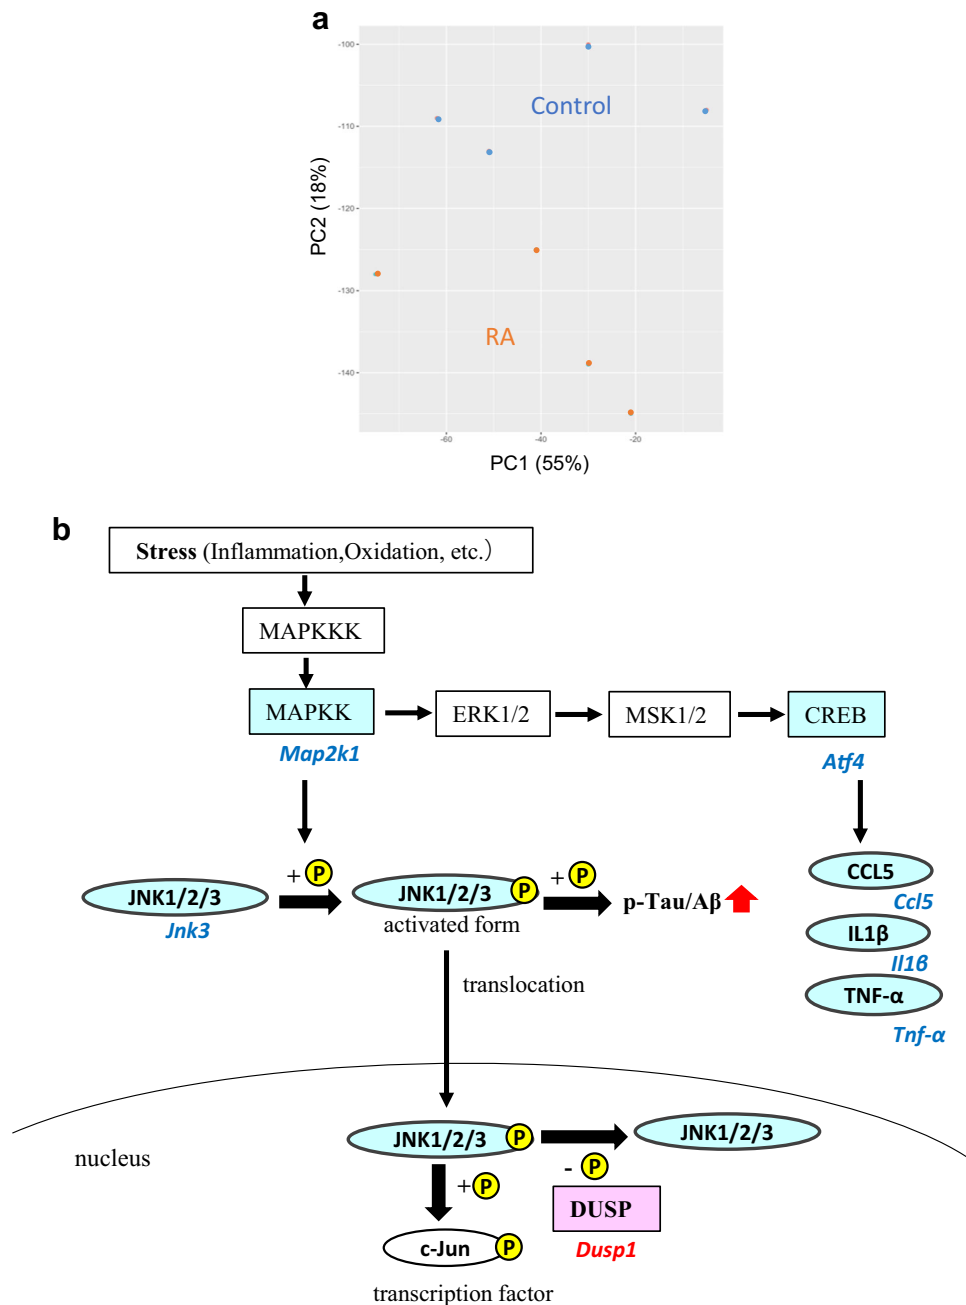 a
-100
-110
-120
-130
-140
PC2 (18%)
Control
RA
-60
-40
-20
PC1 (55%)
b
Stress (Inflammation,Oxidation, etc.）
MAPKKK
MAPKK
ERK1/2
MSK1/2
CREB
Map2k1
Atf4
+ P
+ P
JNK1/2/3
JNK1/2/3 P
p-Tau/Aβ
CCL5
Jnk3
activated form
Ccl5
IL1β
Il1β
TNF-α
translocation
Tnf-α
nucleus
JNK1/2/3 P
JNK1/2/3
- P
+ P
DUSP
Dusp1
c-Jun P
transcription factor